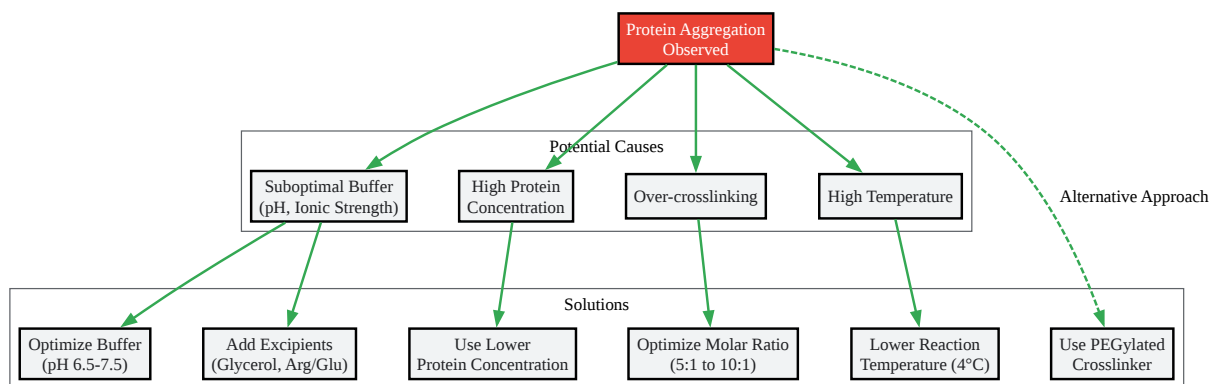 Protein Aggregation
Observed
Potential Causes
Suboptimal Buffer
(pH, Ionic Strength)
High Protein
Concentration
Over-crosslinking
High Temperature
Alternative Approach
Solutions
Optimize Buffer
(pH 6.5-7.5)
Add Excipients
(Glycerol, Arg/Glu)
Use Lower
Protein Concentration
Optimize Molar Ratio
(5:1 to 10:1)
Lower Reaction
Temperature (4°C)
Use PEGylated
Crosslinker